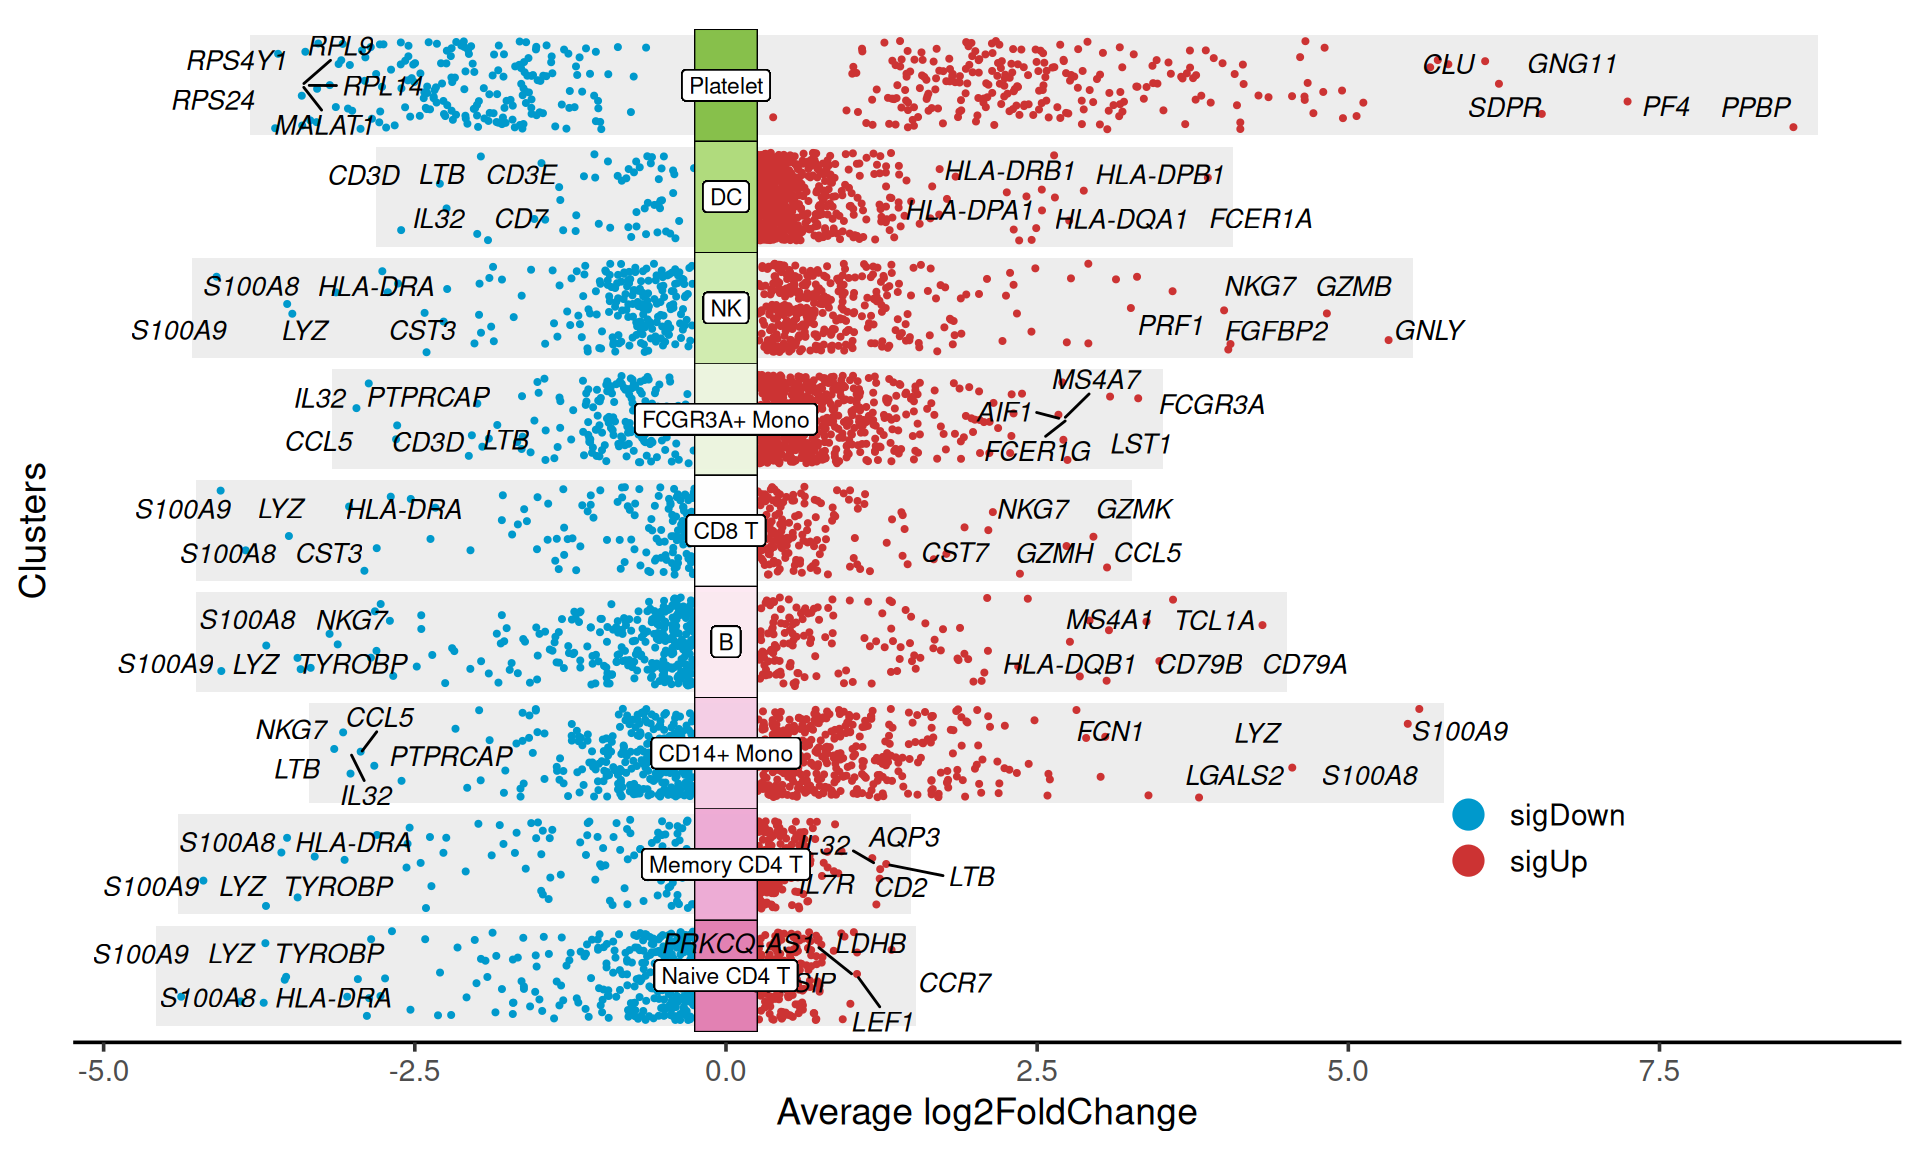 RPS4Y1 RPL9 CLU GNG11
RPL14 Platelet
RPS24 SDPR PF4 PPBP
MALAT1
CD3D LTB CD3E HLA-DRB1 HLA-DPB1
DC
IL32 CD7 HLA-DPA1 HLA-DQA1 FCER1A
S100A8 HLA-DRA NKG7 GZMB
NK
S100A9 LYZ CST3 PRF1 FGFBP2 GNLY
MS4A7
IL32 PTPRCAP AIF1 FCGR3A
FCGR3A+ Mono
CCL5 CD3D LTB FCER1G LST1
S100A9 LYZ HLA-DRA NKG7 GZMK
CD8 T
S100A8 CST3 CST7 GZMH CCL5
S100A8 NKG7 MS4A1 TCL1A
B
S100A9 LYZ TYROBP HLA-DQB1 CD79B CD79A
CCL5
NKG7 FCN1 LYZ S100A9
PTPRCAP CD14+ Mono
LTB LGALS2 S100A8
IL32
S100A8 HLA-DRA IL32 AQP3
Memory CD4 T
S100A9 LYZ TYROBP IL7R CD2 LTB
S100A9 LYZ TYROBP PRKCQ-AS1 LDHB
Naive CD4 T SIP CCR7
S100A8 HLA-DRA
LEF1
sigDown
sigUp
Clusters
-5.0 -2.5 0.0 2.5 5.0 7.5
Average log2FoldChange